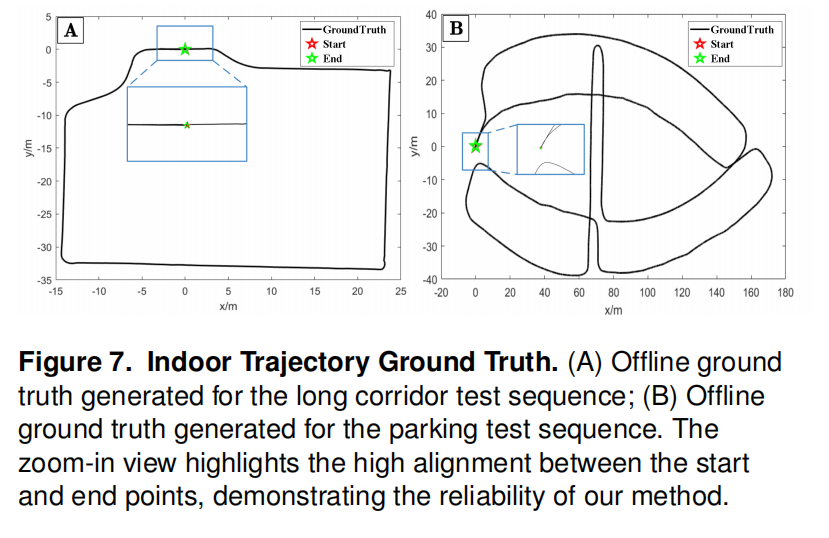 A
GroundTruth
Start
End
5
0
-5
-10
-15
-20
-25
-30
-35
y/m
-15
-10
-5
0
5
10
15
20
25
x/m
B
GroundTruth
Start
End
40
30
20
10
0
-10
-20
-30
-40
y/m
-20
0
20
40
60
80
100
120
140
160
180
x/m
Figure 7. Indoor Trajectory Ground Truth. (A) Offline ground
truth generated for the long corridor test sequence; (B) Offline
ground truth generated for the parking test sequence. The
zoom-in view highlights the high alignment between the start
and end points, demonstrating the reliability of our method.